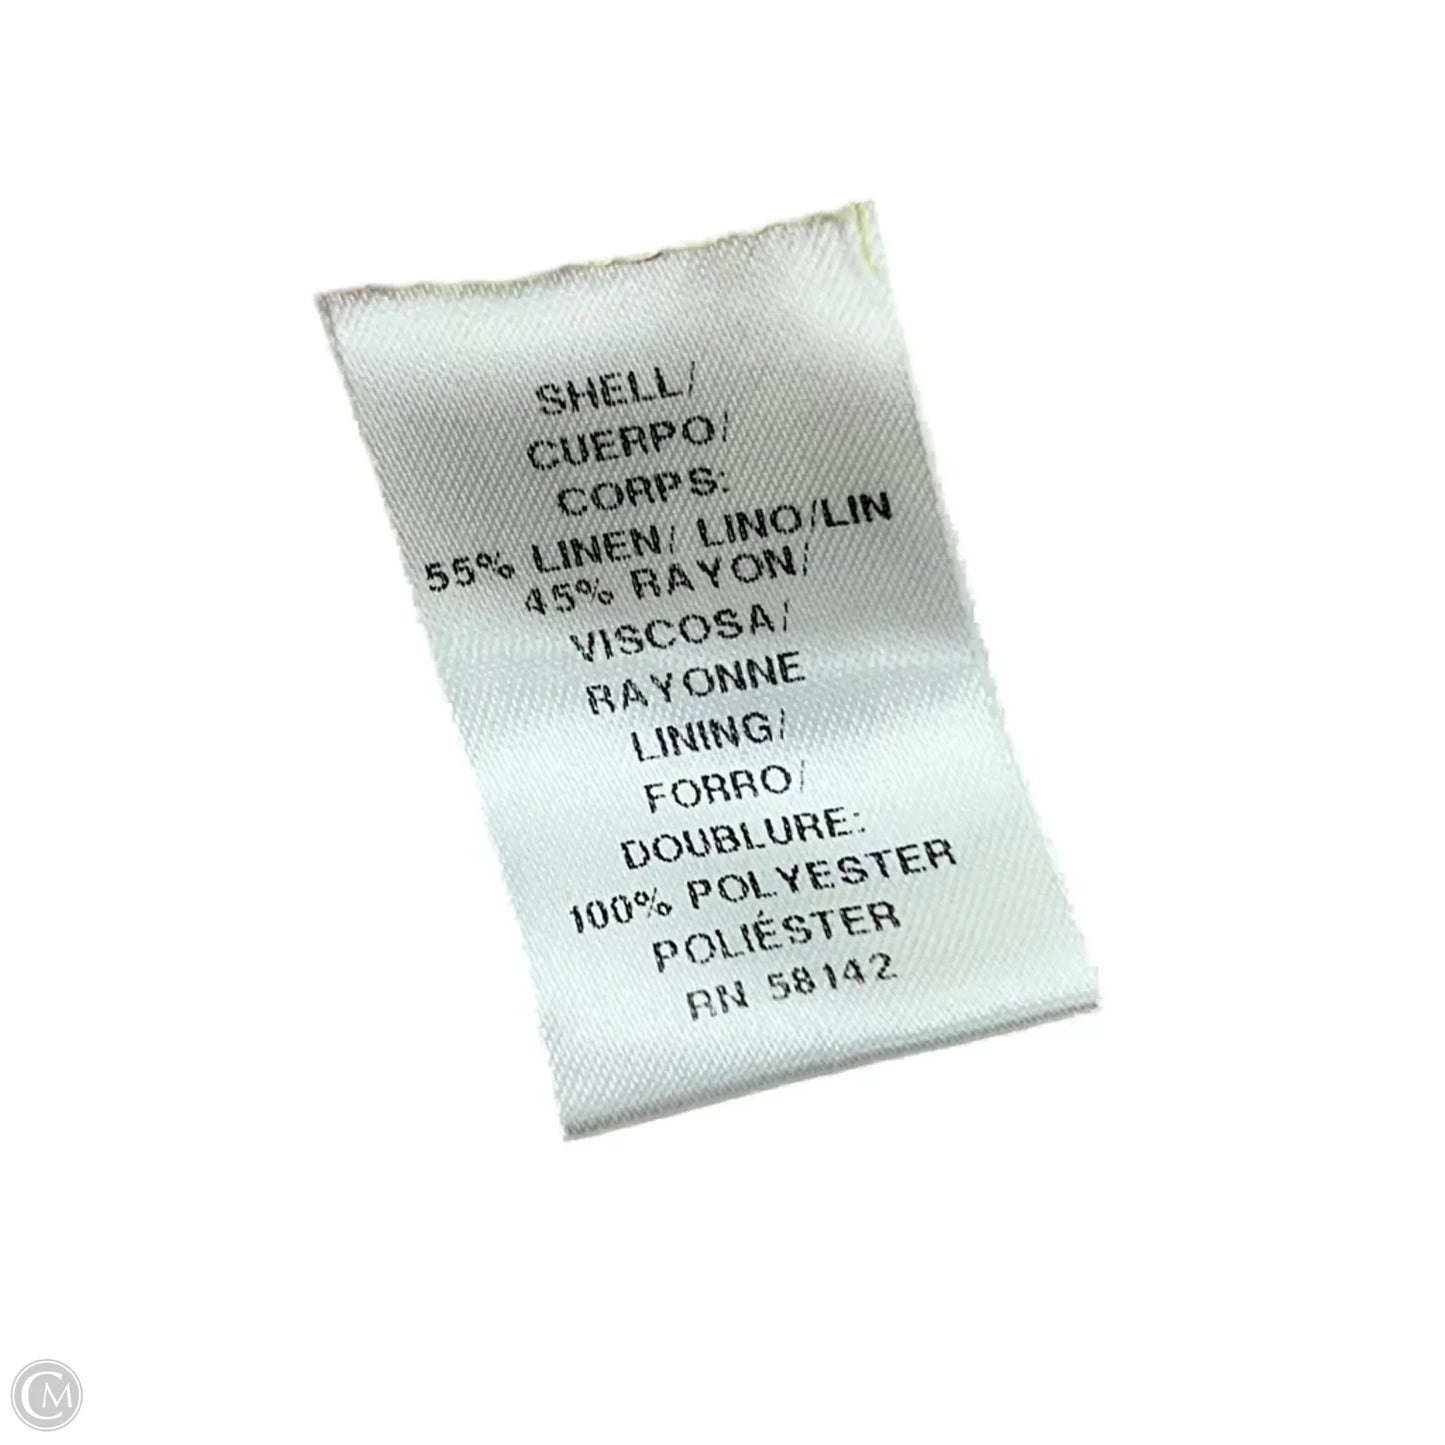 SHELL/
CUERPO/
CORPS:
55% LINEN/ LINO/LIN
45% RAYON/
VISCOSA/
RAYONNE
LINING/
FORRO/
DOUBLURE:
100% POLYESTER
POLIÉSTER
RN 58142
CM